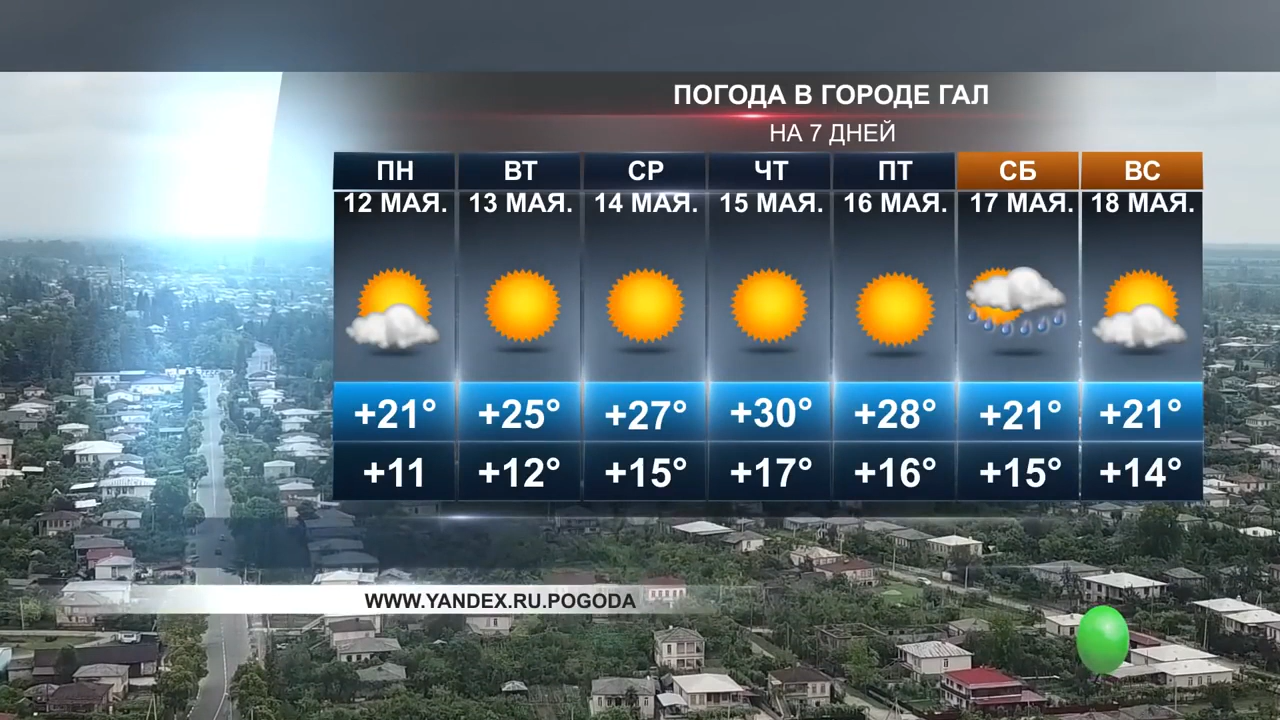 ПОГОДА В ГОРОДЕ ГАЛ
НА 7 ДНЕЙ
ПН ВТ СР ЧТ ПТ СБ ВС
12 МАЯ. 13 МАЯ. 14 МАЯ. 15 МАЯ. 16 МАЯ. 17 МАЯ. 18 МАЯ.
+21° +25° +27° +30° +28° +21° +21°
+11 +12° +15° +17° +16° +15° +14°
WWW.YANDEX.RU.POGODA